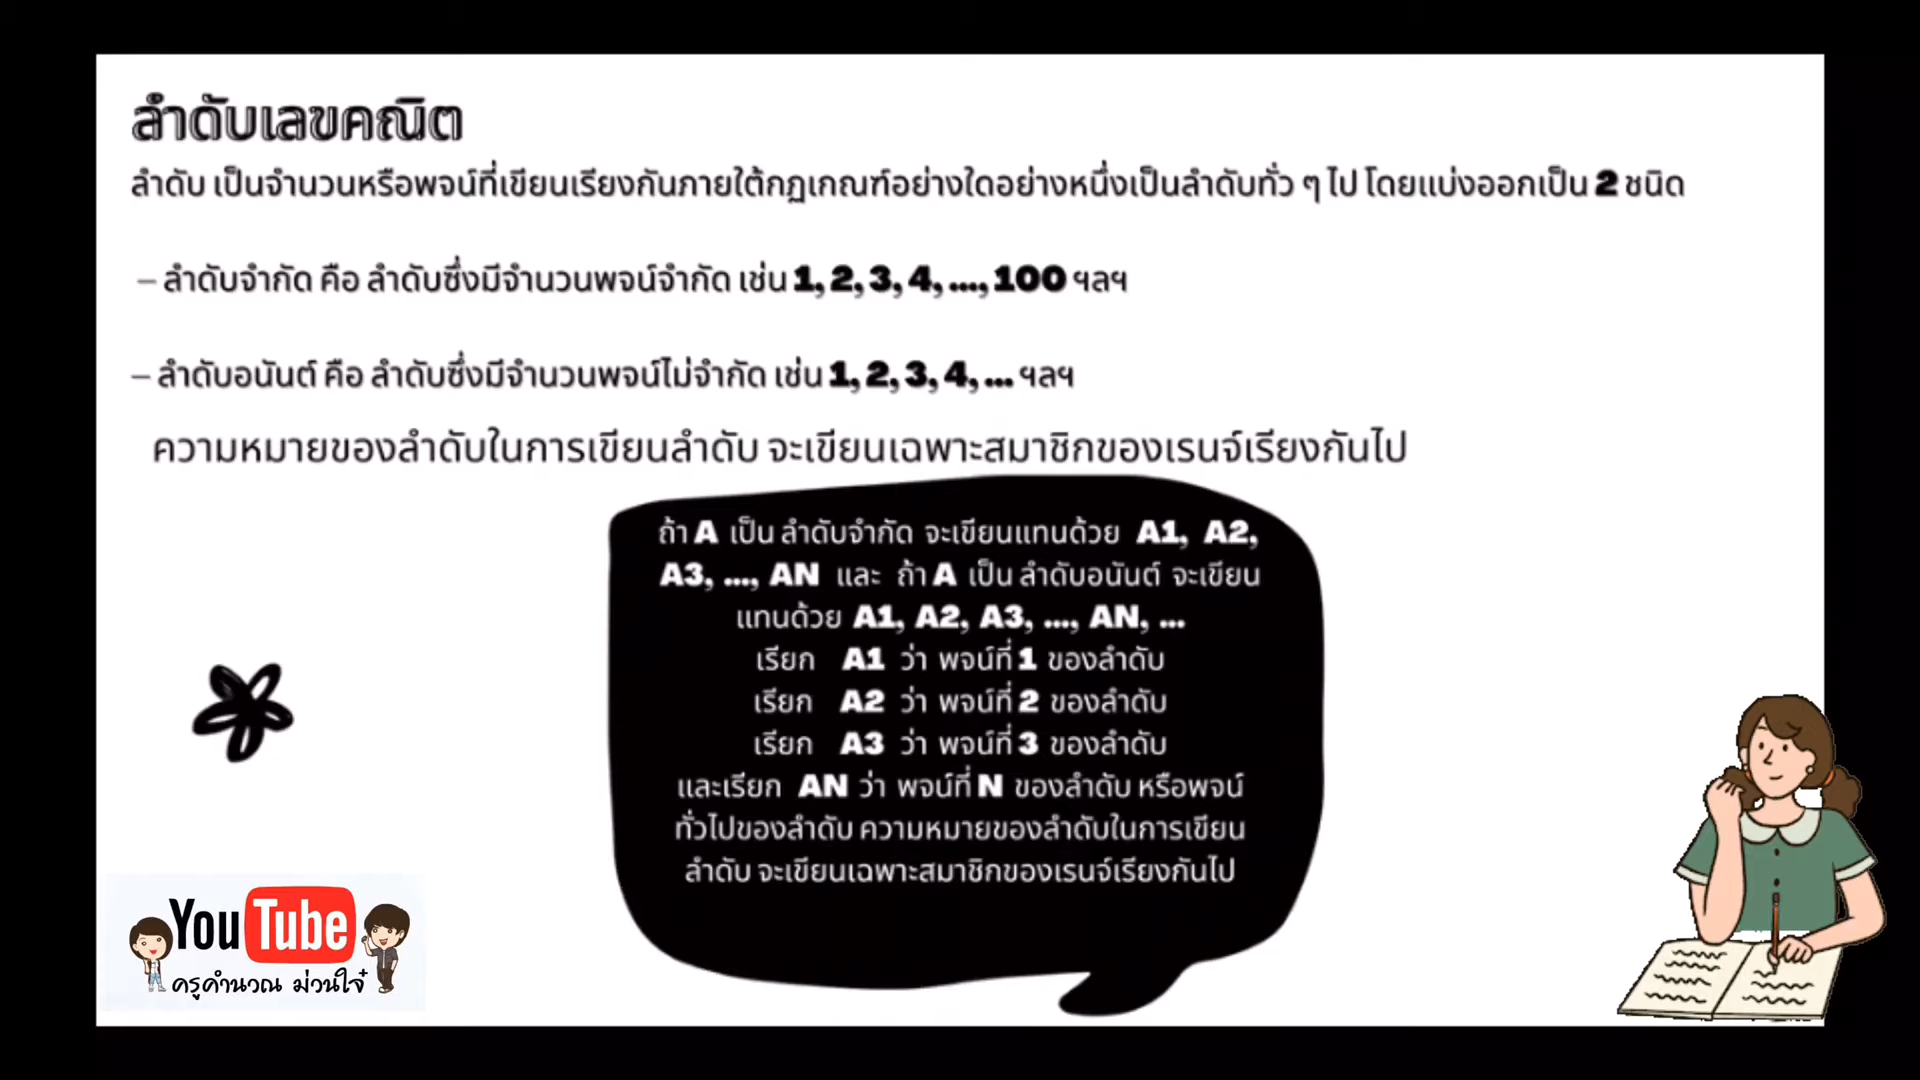 ลำดับเลขคณิต
ลำดับ เป็นจำนวนหรือพจน์ที่เขียนเรียงกันภายใต้กฎเกณฑ์อย่างใดอย่างหนึ่งเป็นลำดับทั่ว ๆ ไป โดยแบ่งออกเป็น 2 ชนิด
– ลำดับจำกัด คือ ลำดับซึ่งมีจำนวนพจน์จำกัด เช่น 1, 2, 3, 4, ..., 100 ฯลฯ
– ลำดับอนันต์ คือ ลำดับซึ่งมีจำนวนพจน์ไม่จำกัด เช่น 1, 2, 3, 4, ... ฯลฯ
ความหมายของลำดับในการเขียนลำดับ จะเขียนเฉพาะสมาชิกของเรนจ์เรียงกันไป
ถ้า A เป็น ลำดับจำกัด จะเขียนแทนด้วย A1, A2,
A3, ..., AN และ ถ้า A เป็น ลำดับอนันต์ จะเขียน
แทนด้วย A1, A2, A3, ..., AN, ...
เรียก A1 ว่า พจน์ที่ 1 ของลำดับ
เรียก A2 ว่า พจน์ที่ 2 ของลำดับ
เรียก A3 ว่า พจน์ที่ 3 ของลำดับ
และเรียก AN ว่า พจน์ที่ N ของลำดับ หรือพจน์
ทั่วไปของลำดับ ความหมายของลำดับในการเขียน
ลำดับ จะเขียนเฉพาะสมาชิกของเรนจ์เรียงกันไป
YouTube
ครูคำนวณ ม่วนใจ๋